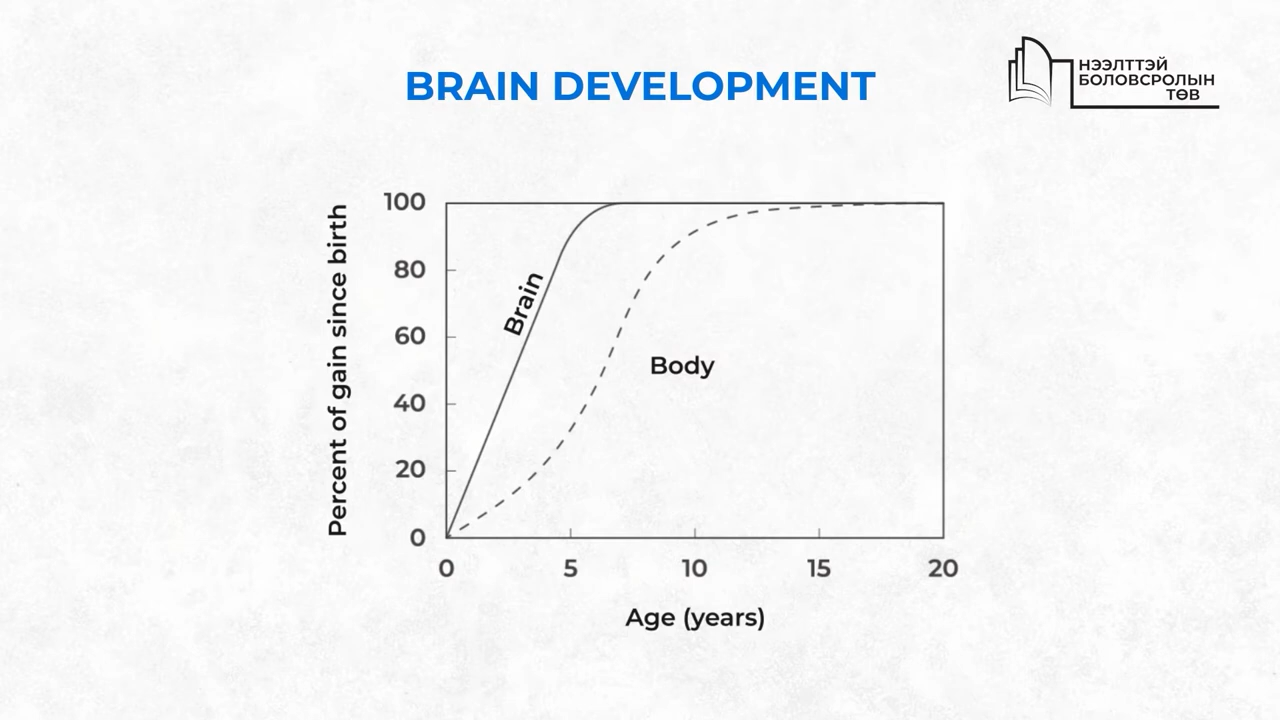 BRAIN DEVELOPMENT
НЭЭЛТТЭЙ
БОЛОВСРОЛЫН
ТӨВ
Percent of gain since birth
100
80
60
40
20
0
Brain
Body
0 5 10 15 20
Age (years)